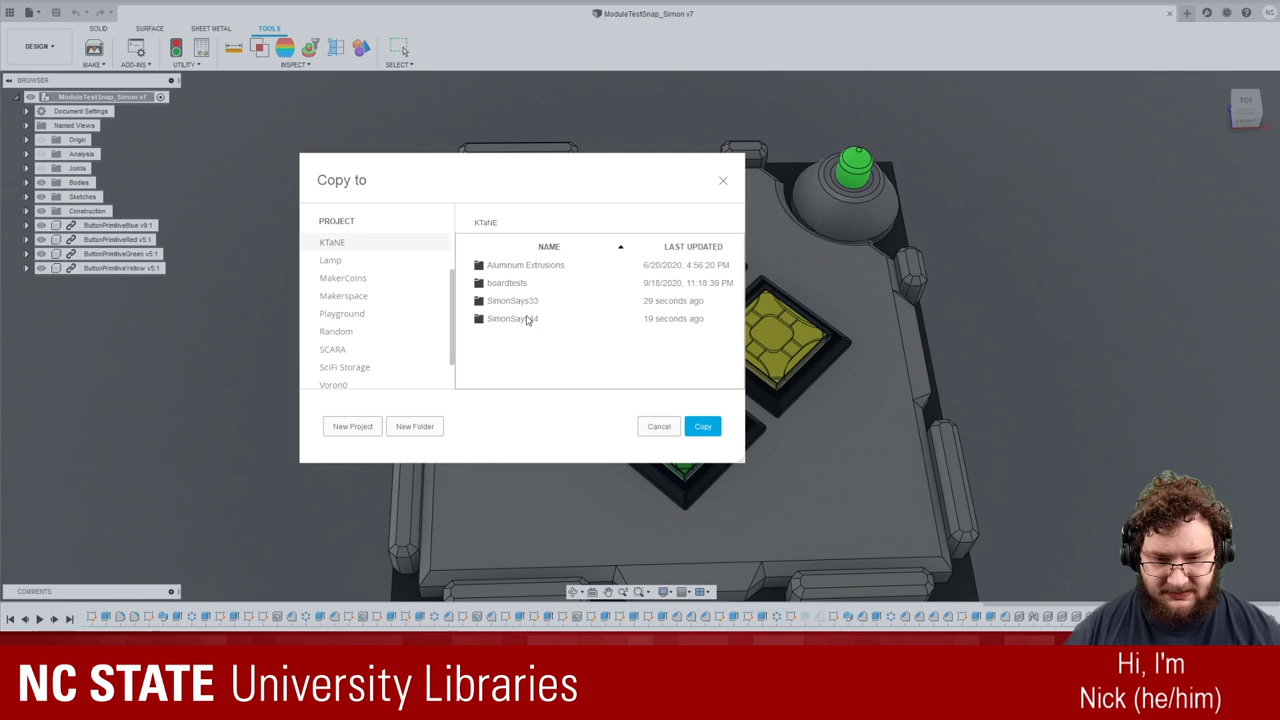 ModuleTestSnap_Simon v7
NS
DESIGN
SOLID
SURFACE
SHEET METAL
TOOLS
MAKE
ADD-INS
UTILITY
INSPECT
SELECT
BROWSER
ModuleTestSnap_Simon v7
Document Settings
Named Views
Origin
Analysis
Joints
Bodies
Sketches
Construction
ButtonPrimitiveBlue v9:1
ButtonPrimitiveRed v5:1
ButtonPrimitiveGreen v5:1
ButtonPrimitiveYellow v5:1
TOP
FRONT
Copy to
PROJECT
KTaNE
Lamp
MakerCoins
Makerspace
Playground
Random
SCARA
SciFi Storage
Voron0
KTaNE
NAME
LAST UPDATED
Aluminum Extrusions
6/20/2020, 4:56:20 PM
boardtests
9/18/2020, 11:18:39 PM
SimonSays33
29 seconds ago
19 seconds ago
New Project
New Folder
Cancel
Copy
COMMENTS
NC STATE University Libraries
Hi, I'm
Nick (he/him)